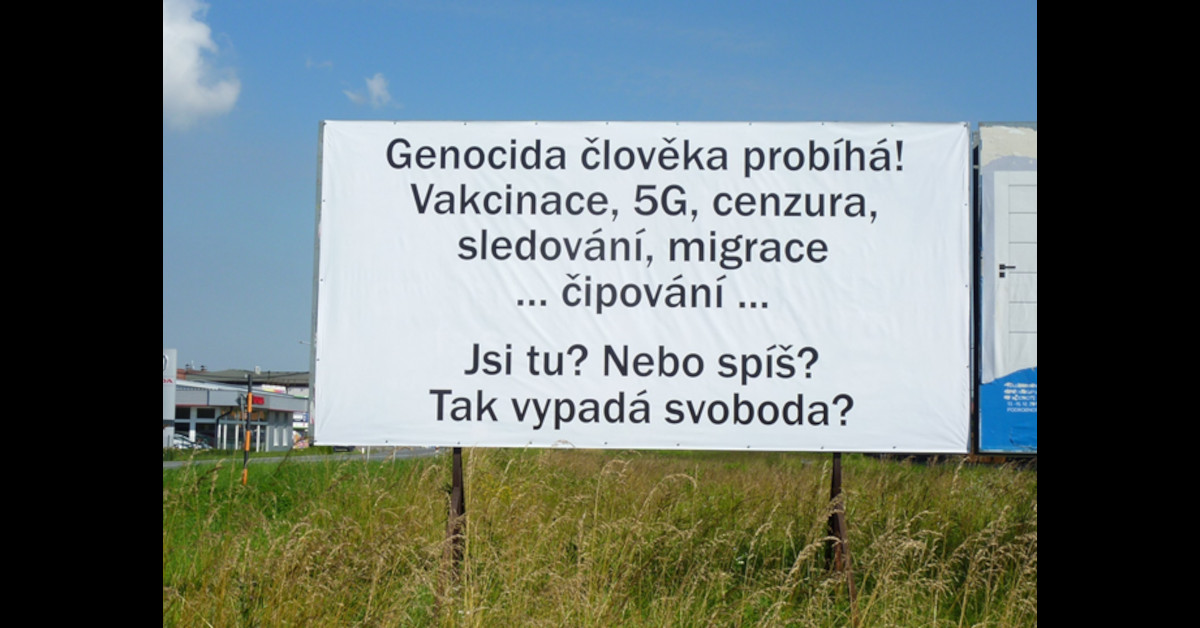 Genocida člověka probíhá!
Vakcinace, 5G, cenzura,
sledování, migrace
... čipování ...
Jsi tu? Nebo spíš?
Tak vypadá svoboda?